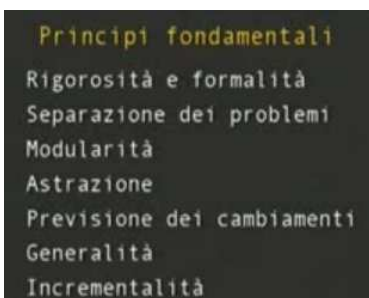 Principi fondamentali
Rigorosità e formalità
Separazione dei problemi
Modularità
Astrazione
Previsione dei cambiamenti
Generalità
Incrementalità